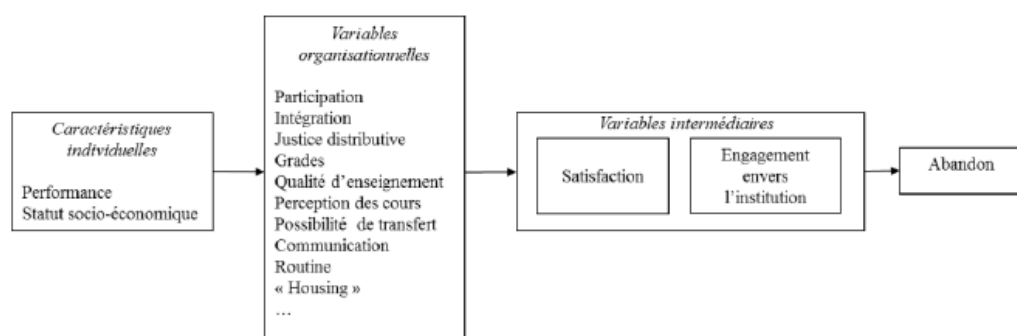 Caractéristiques
individuelles
Performance
Statut socio-économique
Variables
organisationnelles
Participation
Intégration
Justice distributive
Grades
Qualité d’enseignement
Perception des cours
Possibilité de transfert
Communication
Routine
« Housing »
…
Variables intermédiaires
Satisfaction
Engagement
envers
l’institution
Abandon